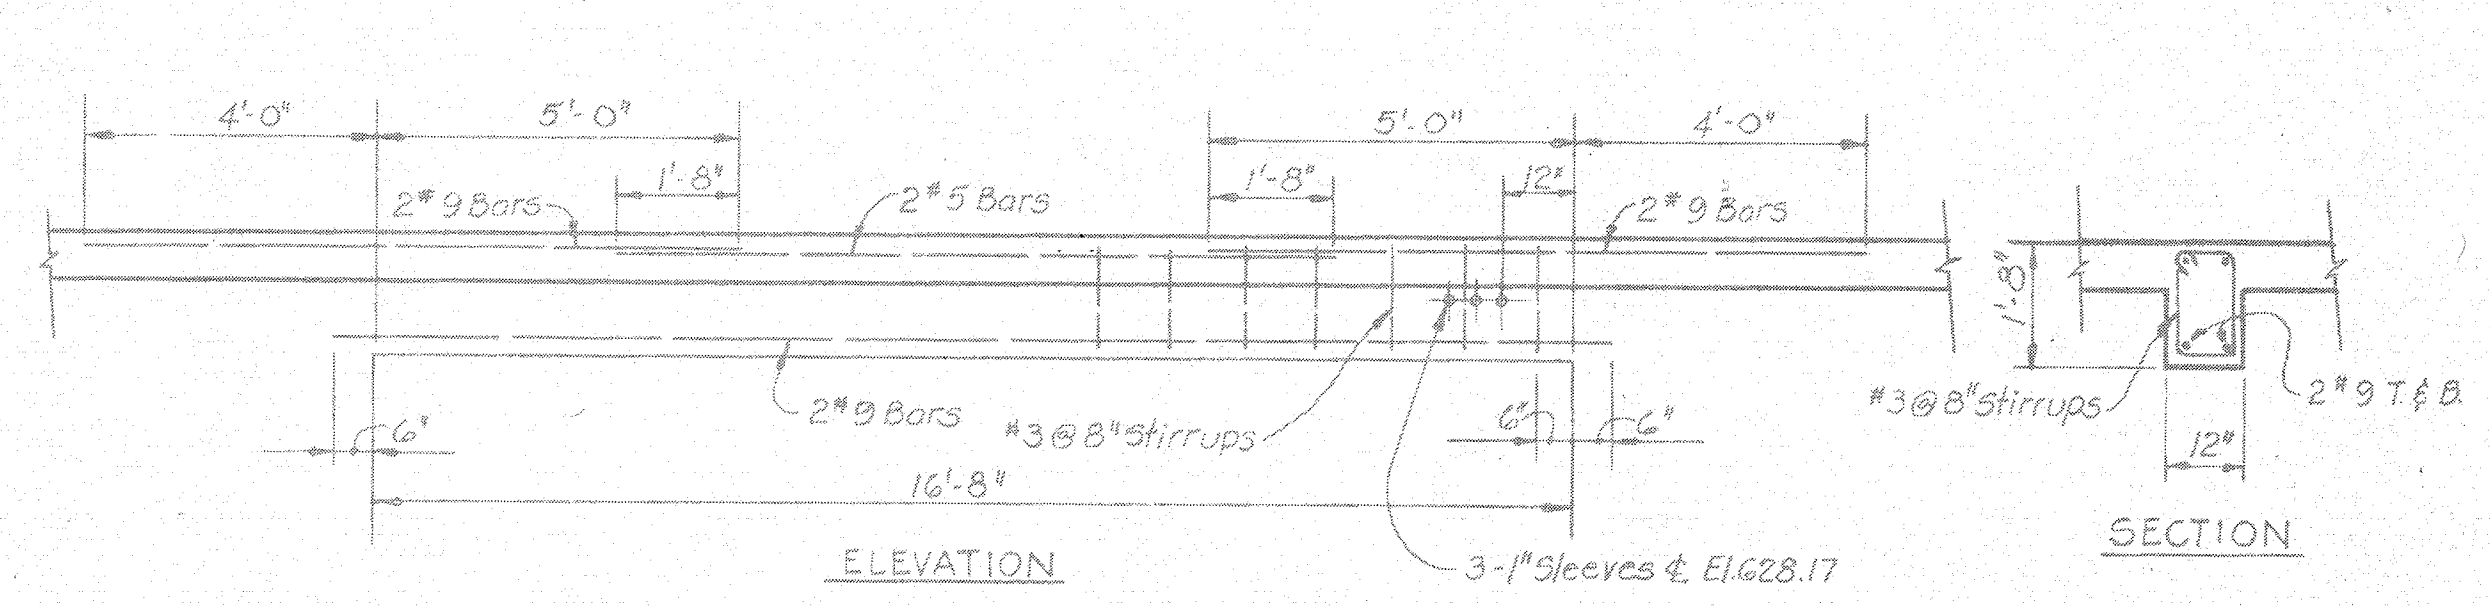 4'-0"
5'-0"
5'-0"
4'-0"
1'-8"
1'-8"
12"
2#9 Bars
2#5 Bars
2#9 Bars
1'-8"
2#9 Bars
#3@8" Stirrups
6"
6"
6"
#3@8" Stirrups
2#9 T. & B.
12"
16'-8"
3-1" Sleeves ℄ El.628.17
ELEVATION
SECTION